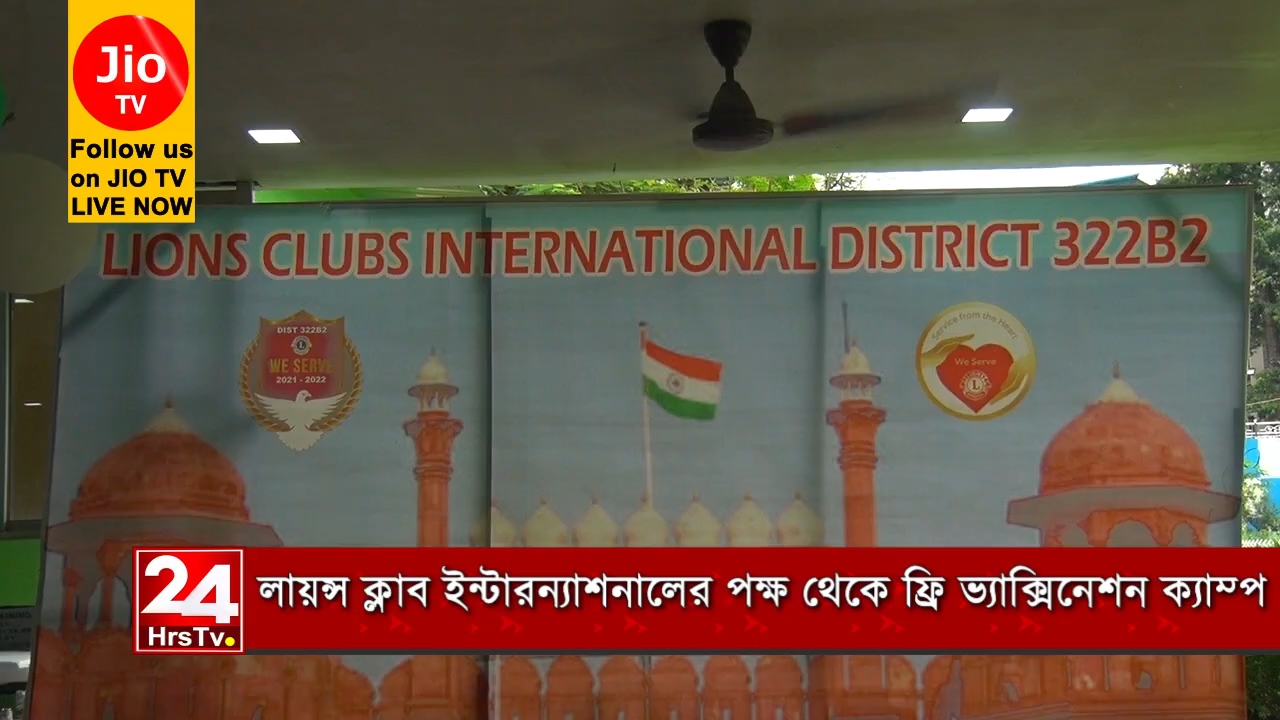 Jio
TV
Follow us
on JIO TV
LIVE NOW
LIONS CLUBS INTERNATIONAL DISTRICT 322B2
DIST 322B2
WE SERVE
2021 - 2022
Service from the Heart
We Serve
LIONS
L
24
HrsTv.
লায়ন্স ক্লাব ইন্টারন্যাশনালের পক্ষ থেকে ফ্রি ভ্যাক্সিনেশন ক্যাম্প